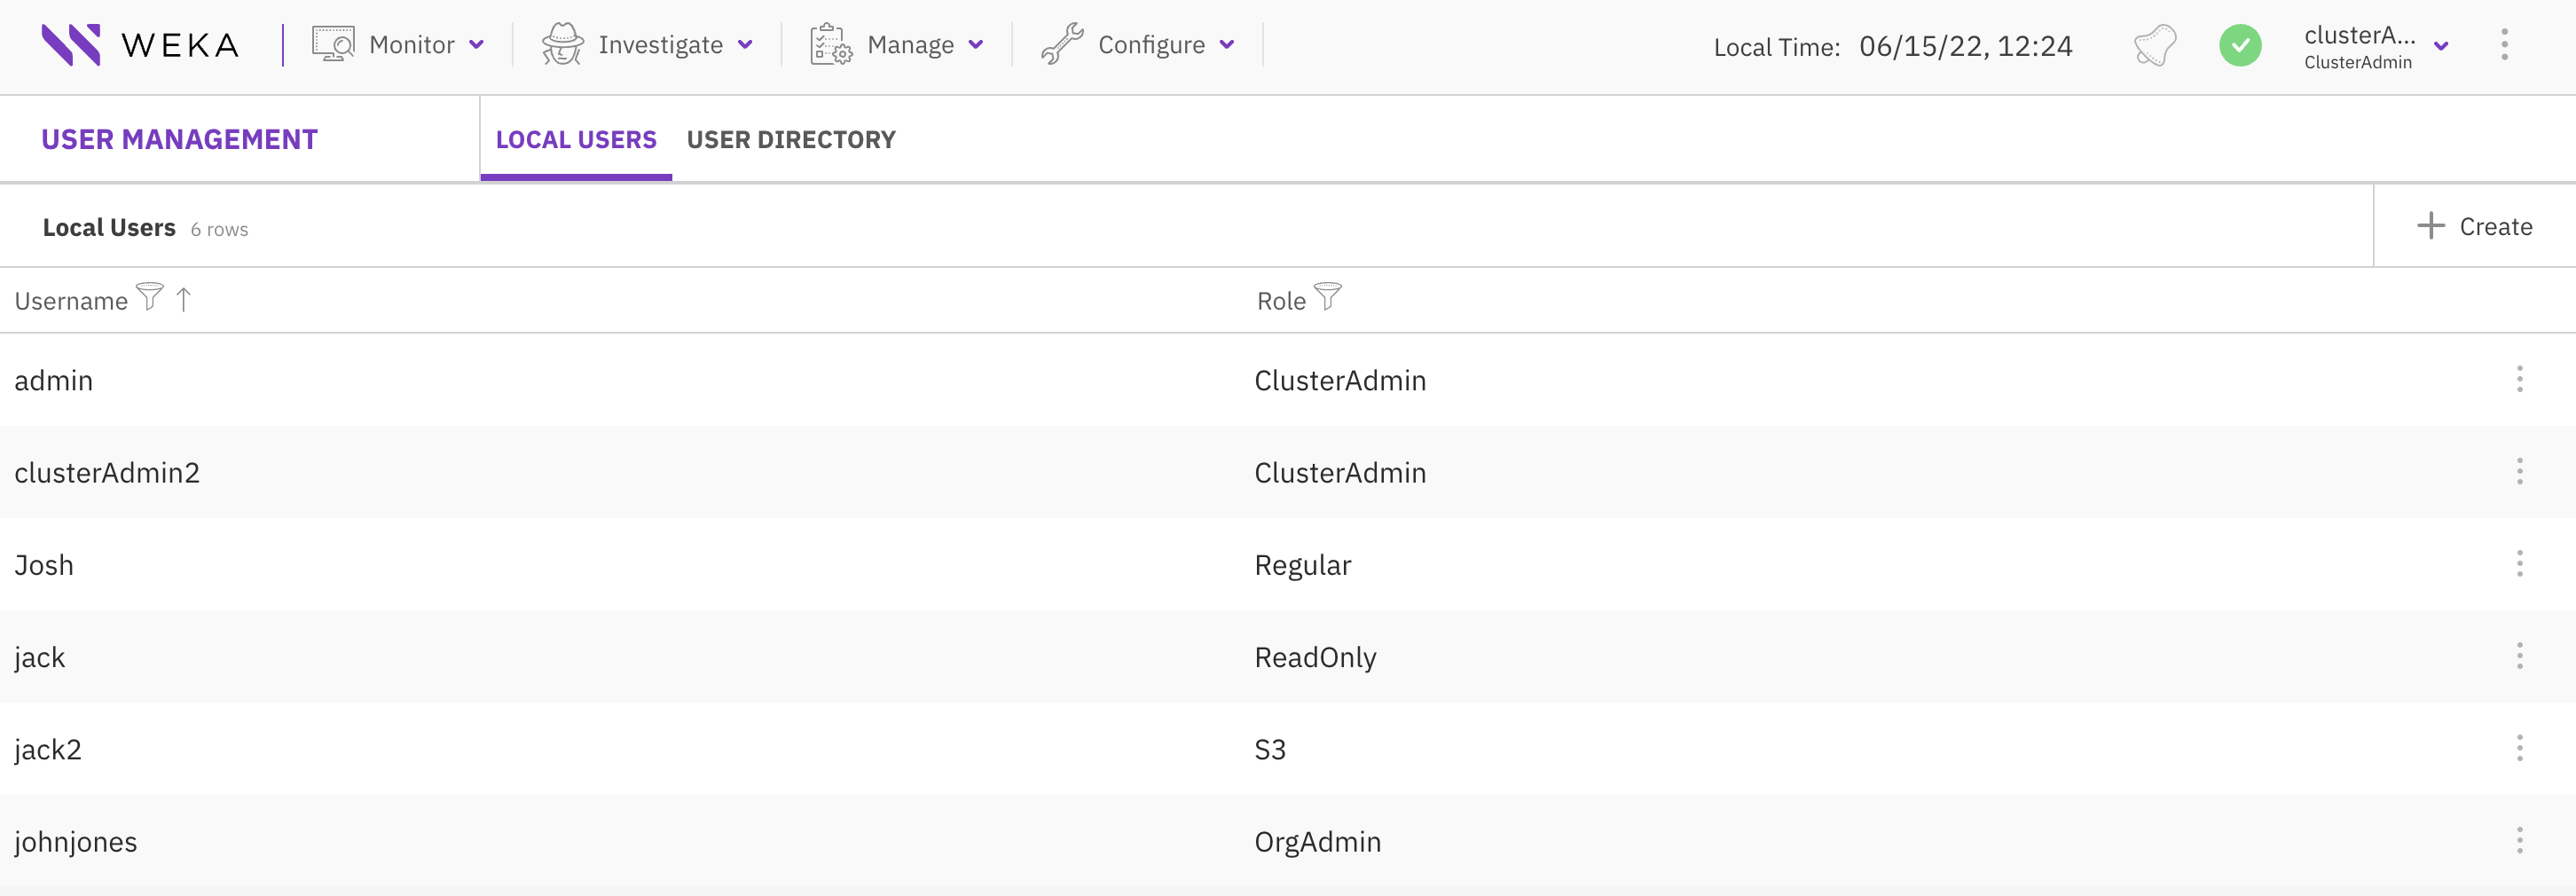 WEKA Monitor Investigate Manage Configure Local Time: 06/15/22, 12:24 clusterA...
ClusterAdmin
USER MANAGEMENT LOCAL USERS USER DIRECTORY
Local Users 6 rows Create
Username Role
admin ClusterAdmin
clusterAdmin2 ClusterAdmin
Josh Regular
jack ReadOnly
jack2 S3
johnjones OrgAdmin